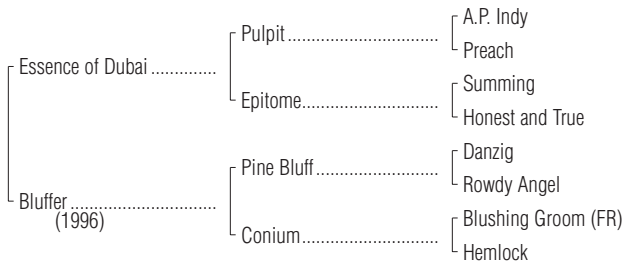 A.P. Indy
Pulpit
Preach
Essence of Dubai
Summing
Epitome
Honest and True
Danzig
Pine Bluff
Rowdy Angel
Bluffer
(1996)
Blushing Groom (FR)
Conium
Hemlock